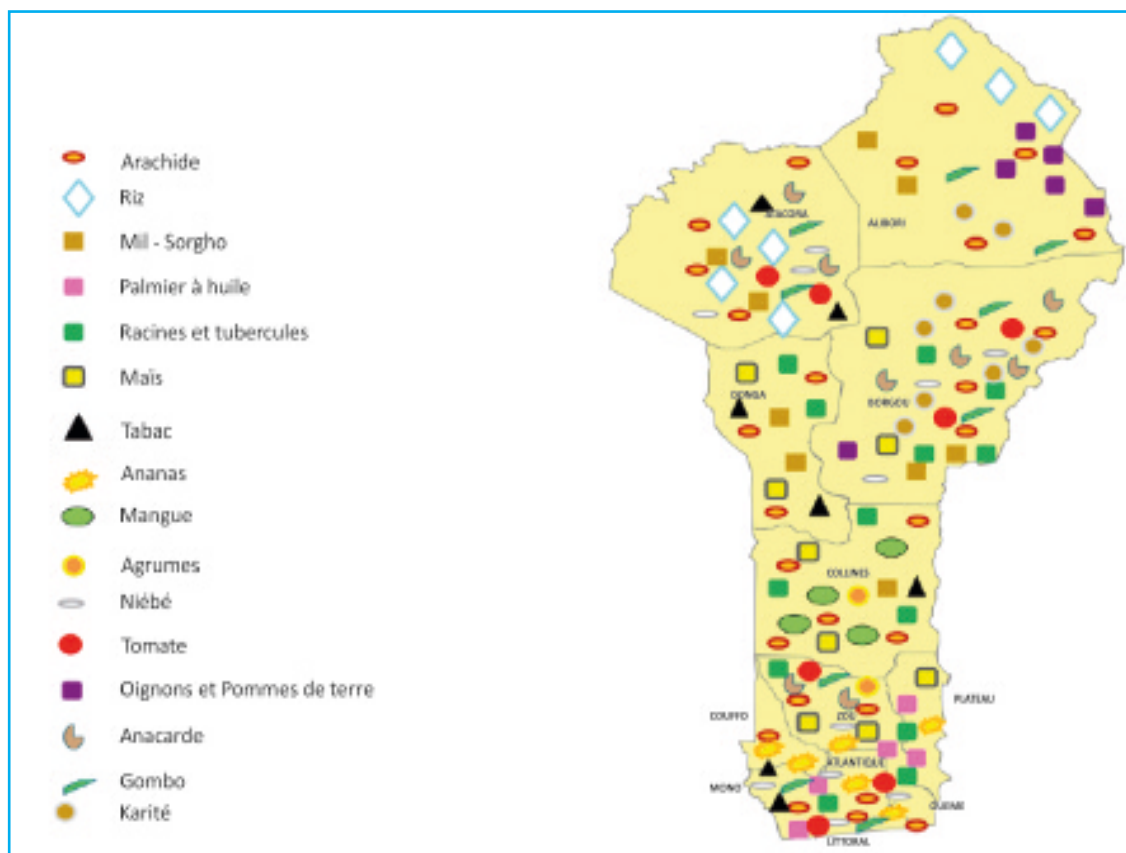 Arachide
Riz
Mil - Sorgho
Palmier à huile
Racines et tubercules
Maïs
Tabac
Ananas
Mangue
Agrumes
Niébé
Tomate
Oignons et Pommes de terre
Anacarde
Gombo
Karité
ATACORA
ALIBORI
DONGA
BORGOU
COLLINES
PLATEAU
COUFFO
ZOU
ATLANTIQUE
MONO
OUEME
LITTORAL